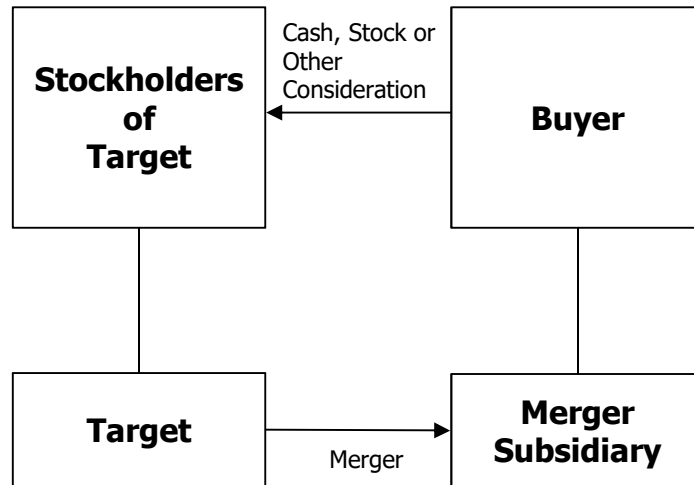 Cash, Stock or
Other
Consideration
Stockholders
of
Target
Buyer
Target
Merger
Merger
Subsidiary